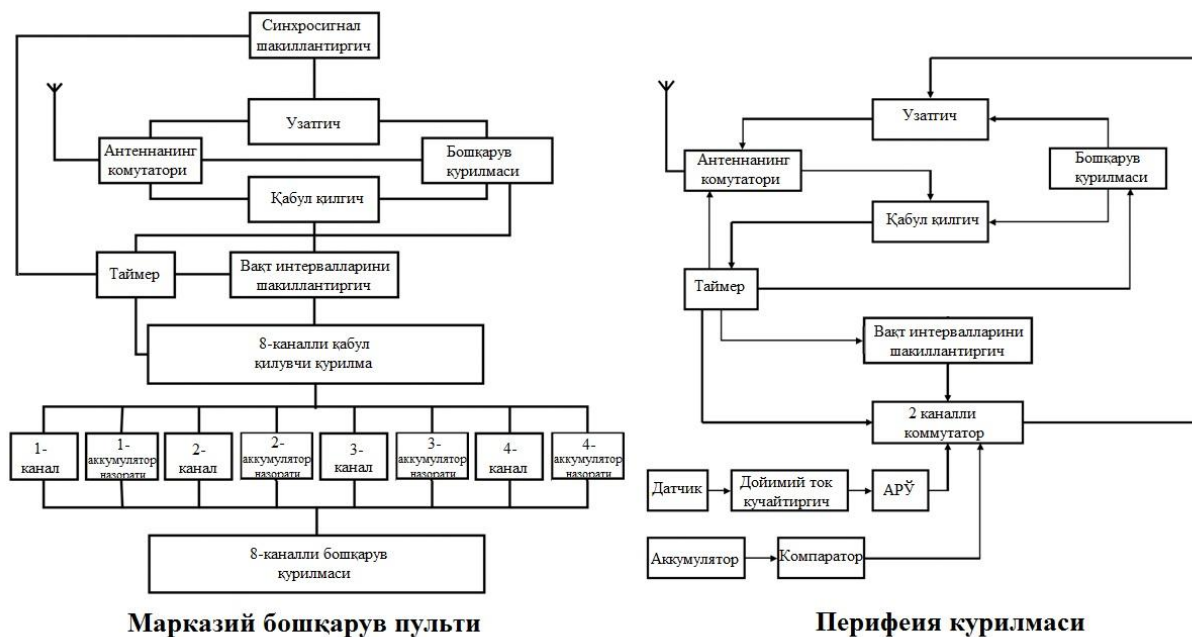 Синхросигнал
шакиллантиргич
Узатгич
Антеннанинг
комутатори
Бошқарув
қурилмаси
Қабул қилгич
Таймер
Вақт интервалларини
шакиллантиргич
8-каналли қабул
қилувчи қурилма
1-
канал
1-
аккумулятор
назорати
2-
канал
2-
аккумулятор
назорати
3-
канал
3-
аккумулятор
назорати
4-
канал
4-
аккумулятор
назорати
8-каналли бошқарув
қурилмаси
Марказий бошқарув пульти
Узатгич
Антеннанинг
комутатори
Бошқарув
қурилмаси
Қабул қилгич
Таймер
Вақт интервалларини
шакиллантиргич
2 каналли
коммутатор
Датчик
Дойимий ток
кучайтиргич
АРЎ
Аккумулятор
Компаратор
Перифеия қурилмаси